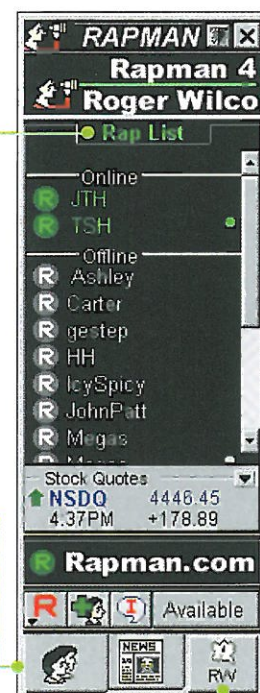 RAPMAN
Rapman 4
Roger Wilco
Rap List
Online
R JTH
R TSH
Offline
R Ashley
R Carter
R gestep
R HH
R IcySpicy
R JohnPatt
R Megas
Stock Quotes
NSDQ 4446.45
4.37PM +178.89
R Rapman.com
R I Available
NEWS
RW